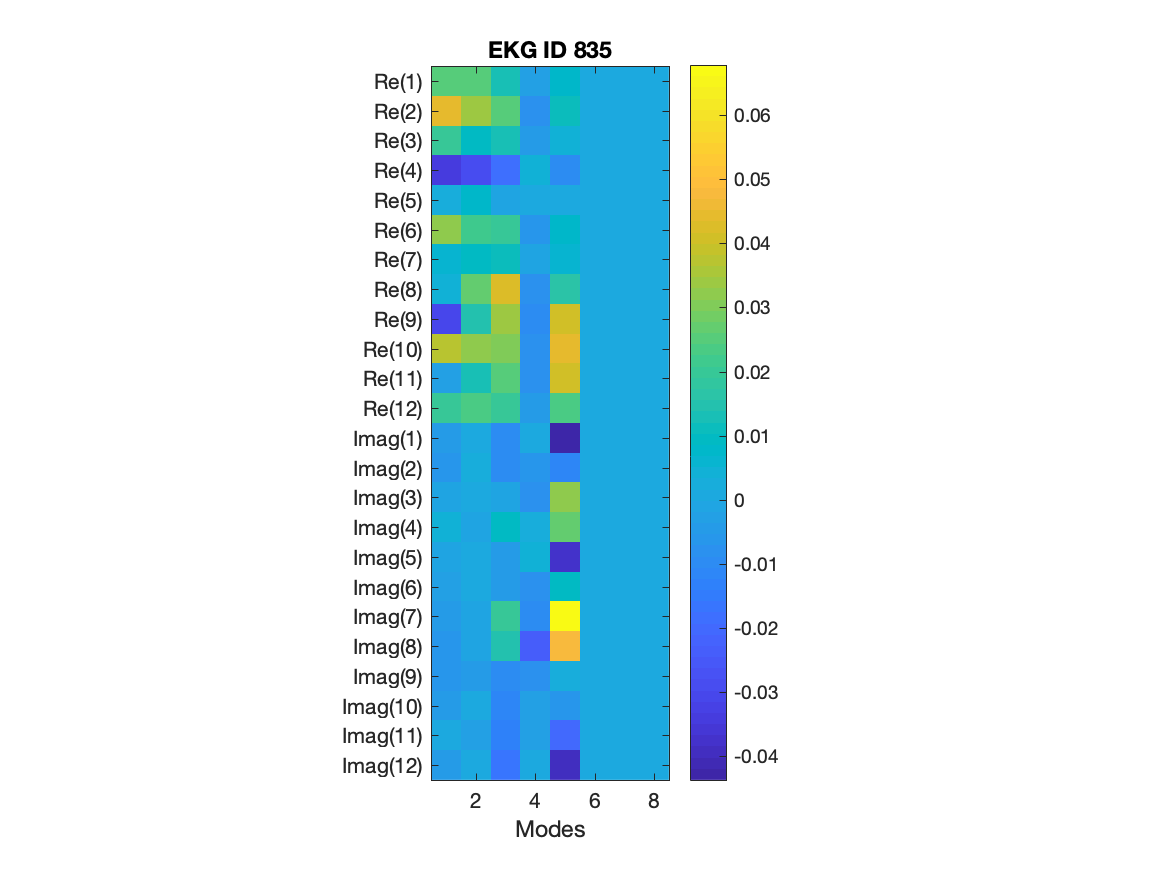 EKG ID 835
Re(1)
Re(2)
Re(3)
Re(4)
Re(5)
Re(6)
Re(7)
Re(8)
Re(9)
Re(10)
Re(11)
Re(12)
Imag(1)
Imag(2)
Imag(3)
Imag(4)
Imag(5)
Imag(6)
Imag(7)
Imag(8)
Imag(9)
Imag(10)
Imag(11)
Imag(12)
2 4 6 8
Modes
0.06
0.05
0.04
0.03
0.02
0.01
0
-0.01
-0.02
-0.03
-0.04